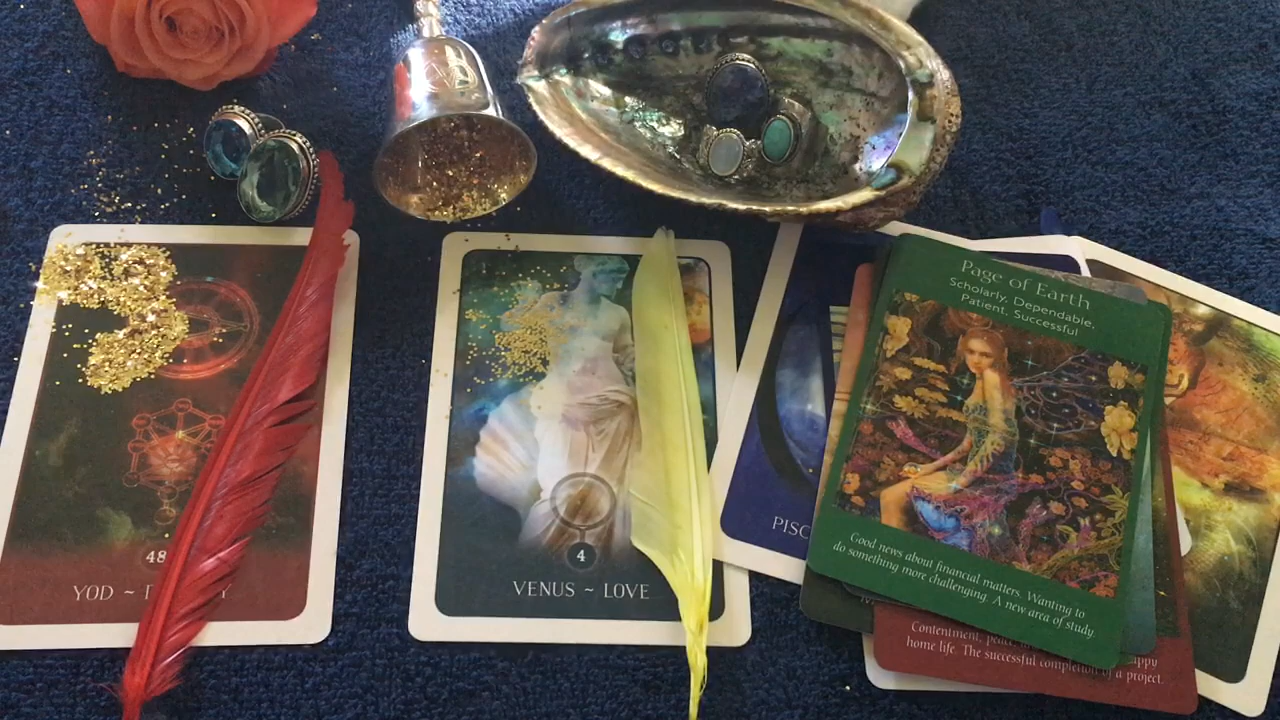 48
YOD ~
4
VENUS ~ LOVE
PISC
Page of Earth
Scholarly, Dependable,
Patient, Successful
Good news about financial matters. Wanting to
do something more challenging. A new area of study.
Contentment,
home life. The successful completion of a project.